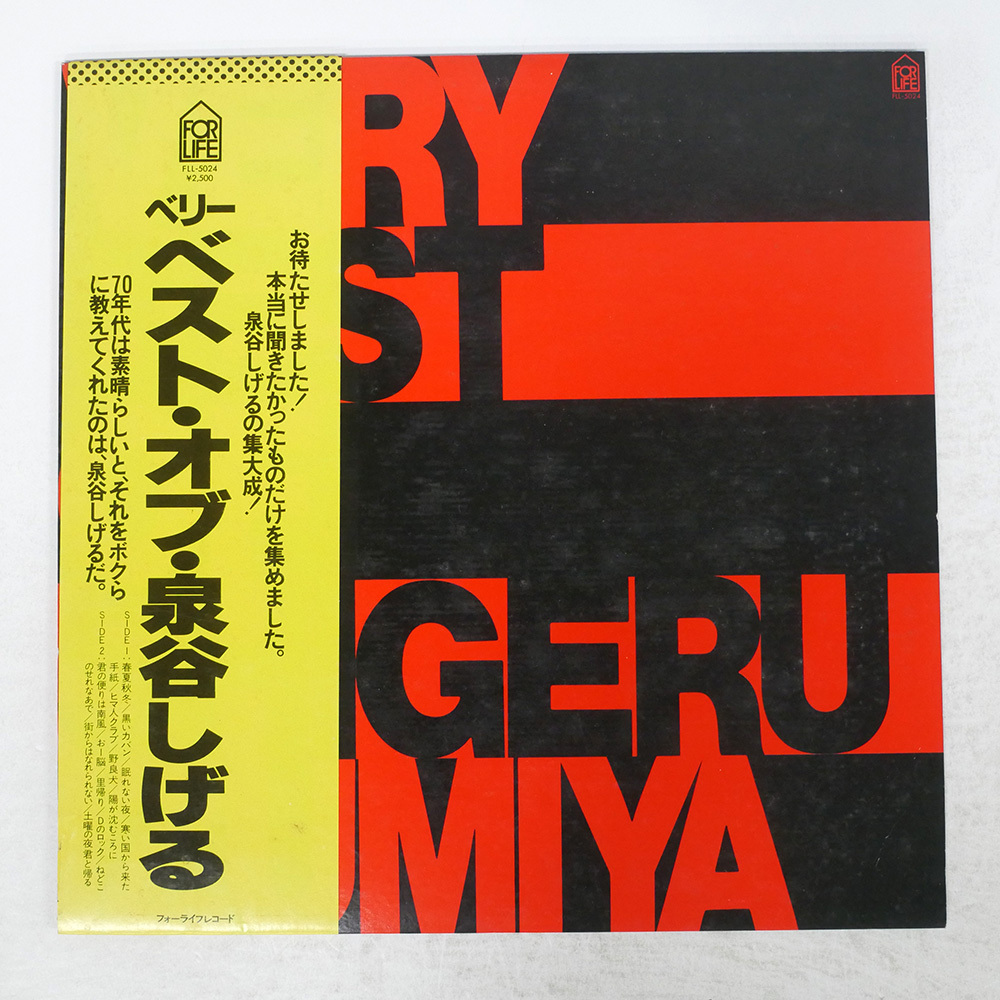 FOR
LIFE
FLL-5024
¥2,500
ベリー
ベスト・オブ・泉谷しげる
お待たせしました!
本当に聞きたかったものだけを集めました。
泉谷しげるの集大成!
70年代は素晴らしいと、それをボクら
に教えてくれたのは、泉谷しげるだ。
SIDE 1:春夏秋冬/黒いカバン/眠れない夜/寒い国から来た
手紙/ヒマ人クラブ/野良犬/陽が沈むころに
SIDE 2:君の便りは南風/おー脳/里帰り/Dのロック/ねどこ
のせれなあで/街からはなれられない/土曜の夜君と帰る
フォーライフレコード
RY
ST
GERU
UMIYA
FOR
LIFE
FLL-5024